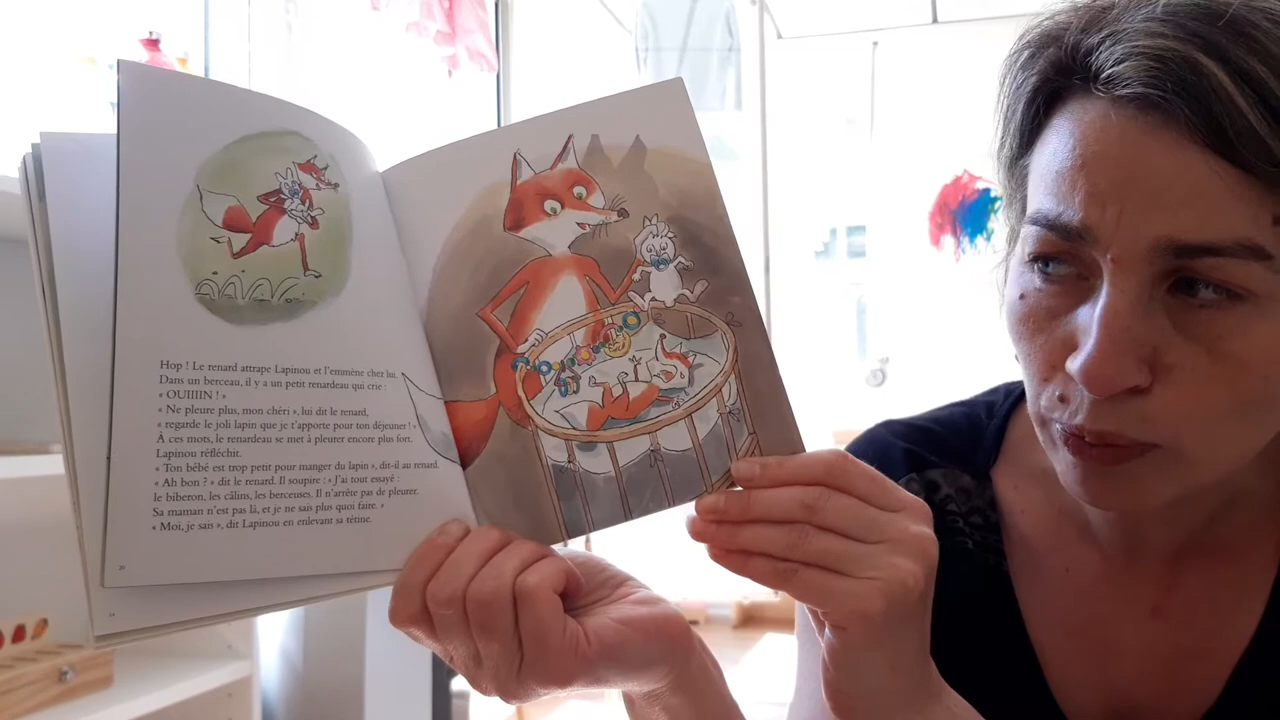 Hop ! Le renard attrape Lapinou et l'emmène chez lui.
Dans un berceau, il y a un petit renardeau qui crie :
« OUIIIIN ! »
« Ne pleure plus, mon chéri », lui dit le renard,
« regarde le joli lapin que je t'apporte pour ton déjeuner ! »
À ces mots, le renardeau se met à pleurer encore plus fort.
Lapinou réfléchit.
« Ton bébé est trop petit pour manger du lapin », dit-il au renard.
« Ah bon ? » dit le renard. Il soupire : « J'ai tout essayé :
le biberon, les câlins, les berceuses. Il n'arrête pas de pleurer.
Sa maman n'est pas là, et je ne sais plus quoi faire. »
« Moi, je sais », dit Lapinou en enlevant sa tétine.